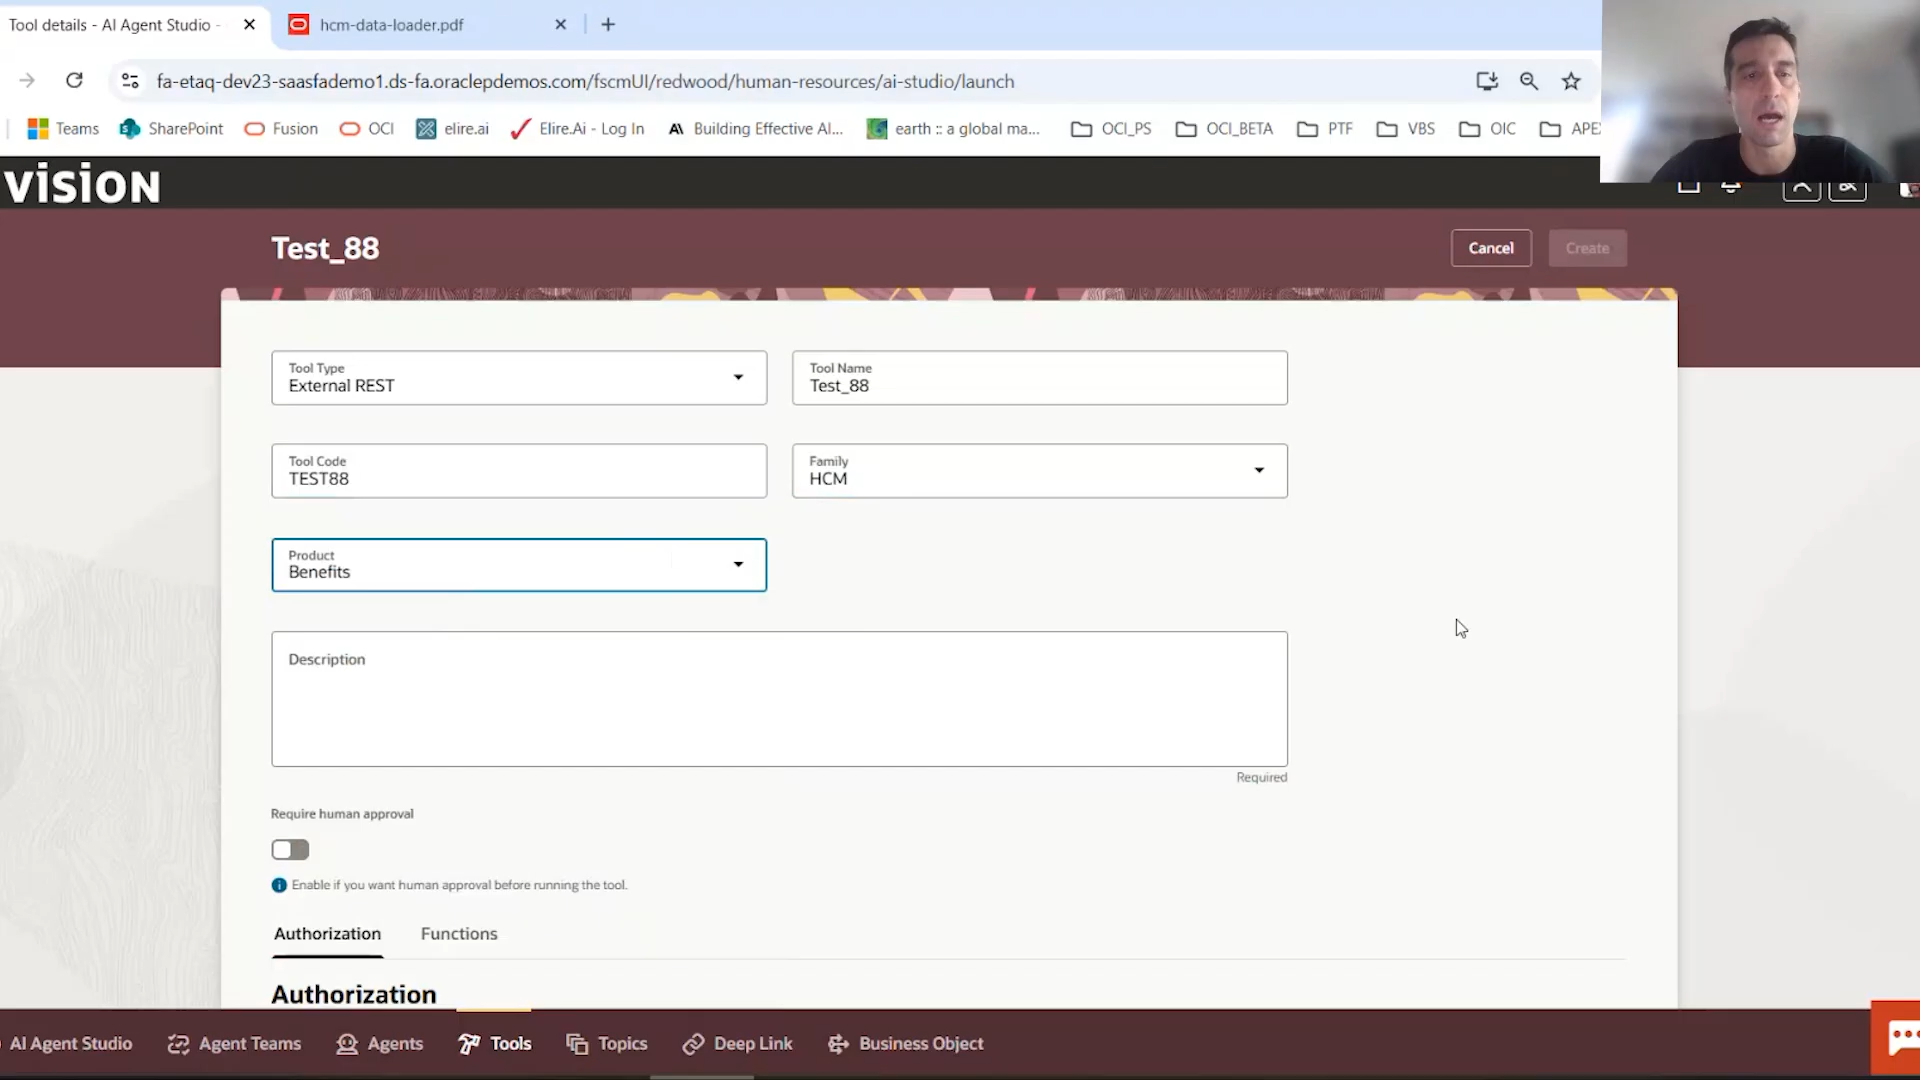 Tool details - AI Agent Studio -
hcm-data-loader.pdf
fa-etaq-dev23-saasfademo1.ds-fa.oraclepdemos.com/fscmUI/redwood/human-resources/ai-studio/launch
Teams SharePoint Fusion OCI elire.ai Elire.Ai - Log In Building Effective AI... earth :: a global ma... OCI_PS OCI_BETA PTF VBS OIC
VISION
Test_88
Cancel
Create
Tool Type
External REST
Tool Name
Test_88
Tool Code
TEST88
Family
HCM
Product
Benefits
Description
Required
Require human approval
Enable if you want human approval before running the tool.
Authorization
Functions
Authorization
AI Agent Studio Agent Teams Agents Tools Topics Deep Link Business Object